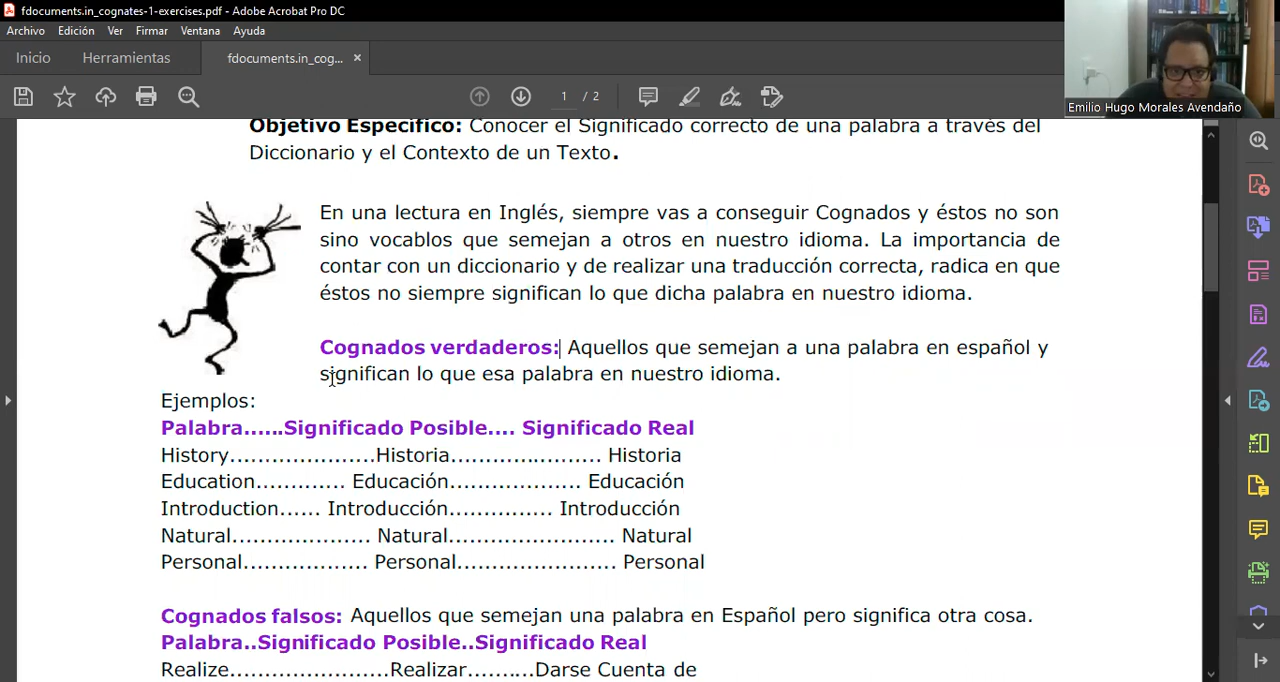 fdocuments.in_cognates-1-exercises.pdf - Adobe Acrobat Pro DC
Archivo Edición Ver Firmar Ventana Ayuda
Inicio Herramientas fdocuments.in_cog... ×
1 / 2
Emilio Hugo Morales Avendaño
Objetivo Especifico: Conocer el Significado correcto de una palabra a través del
Diccionario y el Contexto de un Texto.
En una lectura en Inglés, siempre vas a conseguir Cognados y éstos no son
sino vocablos que semejan a otros en nuestro idioma. La importancia de
contar con un diccionario y de realizar una traducción correcta, radica en que
éstos no siempre significan lo que dicha palabra en nuestro idioma.
Cognados verdaderos: Aquellos que semejan a una palabra en español y
significan lo que esa palabra en nuestro idioma.
Ejemplos:
Palabra......Significado Posible.... Significado Real
History.....................Historia...................... Historia
Education............. Educación................... Educación
Introduction...... Introducción............... Introducción
Natural.................... Natural........................ Natural
Personal.................. Personal....................... Personal
Cognados falsos: Aquellos que semejan una palabra en Español pero significa otra cosa.
Palabra..Significado Posible..Significado Real
Realize.......................Realizar..........Darse Cuenta de